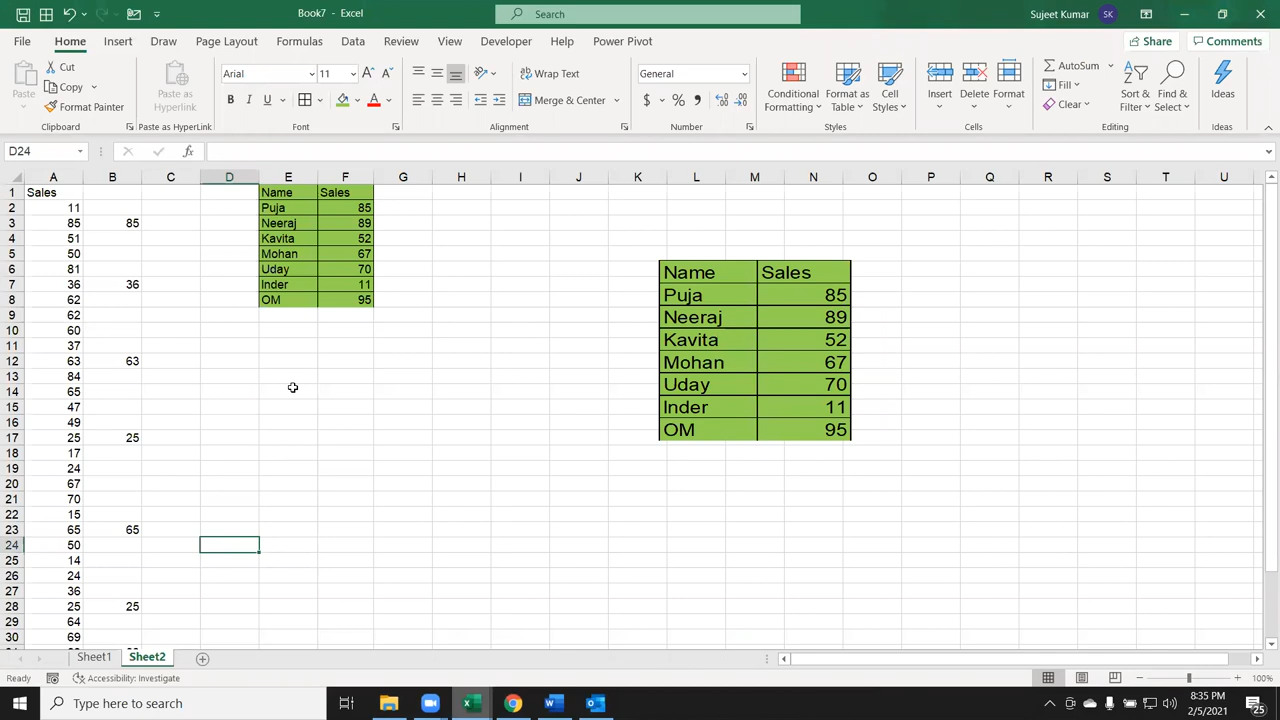 Book7 - Excel
Search
Sujeet Kumar
SK
File Home Insert Draw Page Layout Formulas Data Review View Developer Help Power Pivot
Share Comments
Paste
Cut
Copy
Format Painter
Clipboard
Paste as Hyperlink
Paste as HyperLink
Arial 11
B I U
Font
Wrap Text
Merge & Center
Alignment
General
$ % 9
Number
Conditional Formatting
Format as Table
Cell Styles
Styles
Insert Delete Format
Cells
AutoSum
Fill
Clear
Sort & Filter
Find & Select
Editing
Ideas
Ideas
D24
fx
A B C D E F G H I J K L M N O P Q R S T U
1 Sales Name Sales
2 11 Puja 85
3 85 85 Neeraj 89
4 51 Kavita 52
5 50 Mohan 67
6 81 Uday 70
7 36 36 Inder 11
8 62 OM 95
9 62
10 60
11 37
12 63 63
13 84
14 65
15 47
16 49
17 25 25
18 17
19 24
20 67
21 70
22 15
23 65 65
24 50
25 14
26 24
27 36
28 25 25
29 64
30 69
Name Sales
Puja 85
Neeraj 89
Kavita 52
Mohan 67
Uday 70
Inder 11
OM 95
Sheet1 Sheet2
Ready
Accessibility: Investigate
100%
Type here to search
8:35 PM
2/5/2021
25